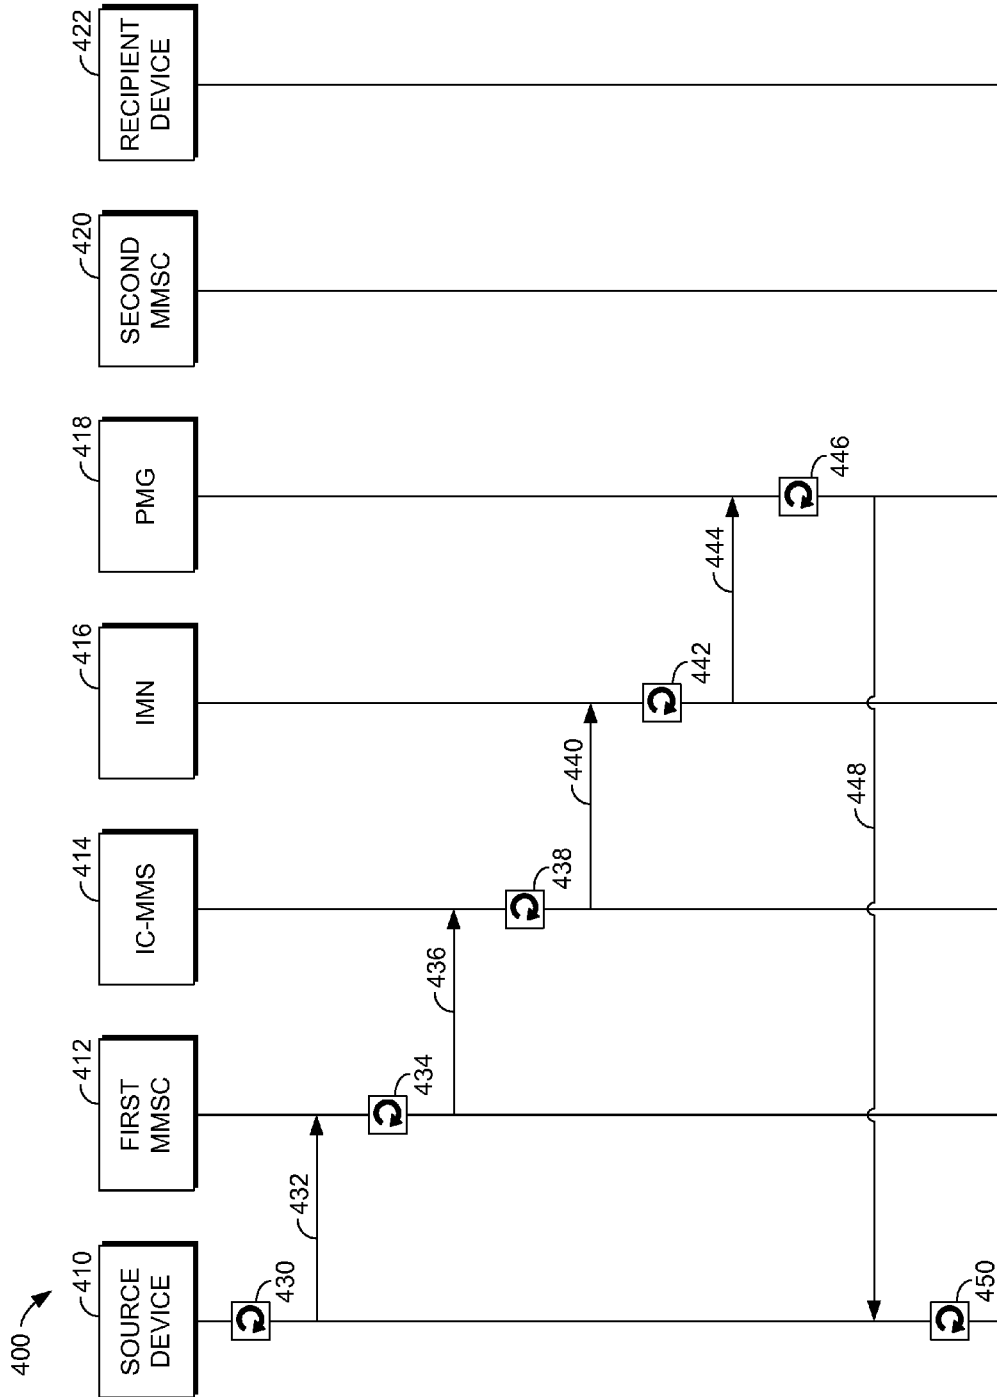 400
410
SOURCE
DEVICE
412
FIRST
MMSC
414
IC-MMS
416
IMN
418
PMG
420
SECOND
MMSC
422
RECIPIENT
DEVICE
430
432
434
436
438
440
442
444
446
448
450